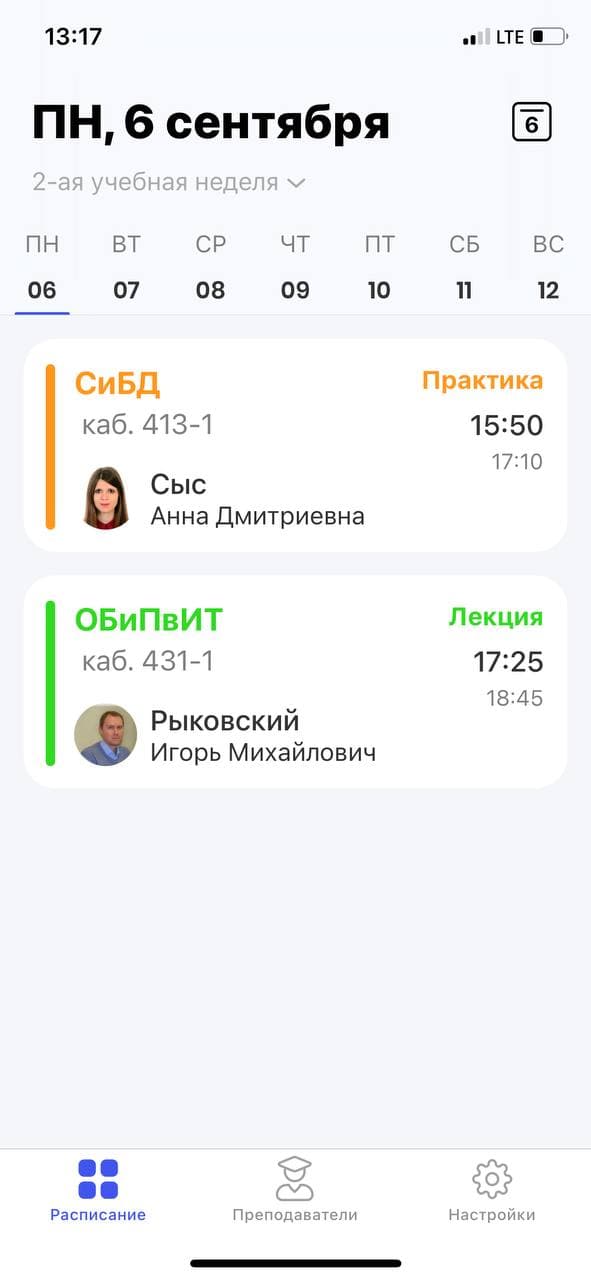 13:17 LTE
ПН, 6 сентября 6
2-ая учебная неделя
ПН ВТ СР ЧТ ПТ СБ ВС
06 07 08 09 10 11 12
СиБД Практика
каб. 413-1 15:50
17:10
Сыс
Анна Дмитриевна
ОБиПвИТ Лекция
каб. 431-1 17:25
18:45
Рыковский
Игорь Михайлович
Расписание Преподаватели Настройки